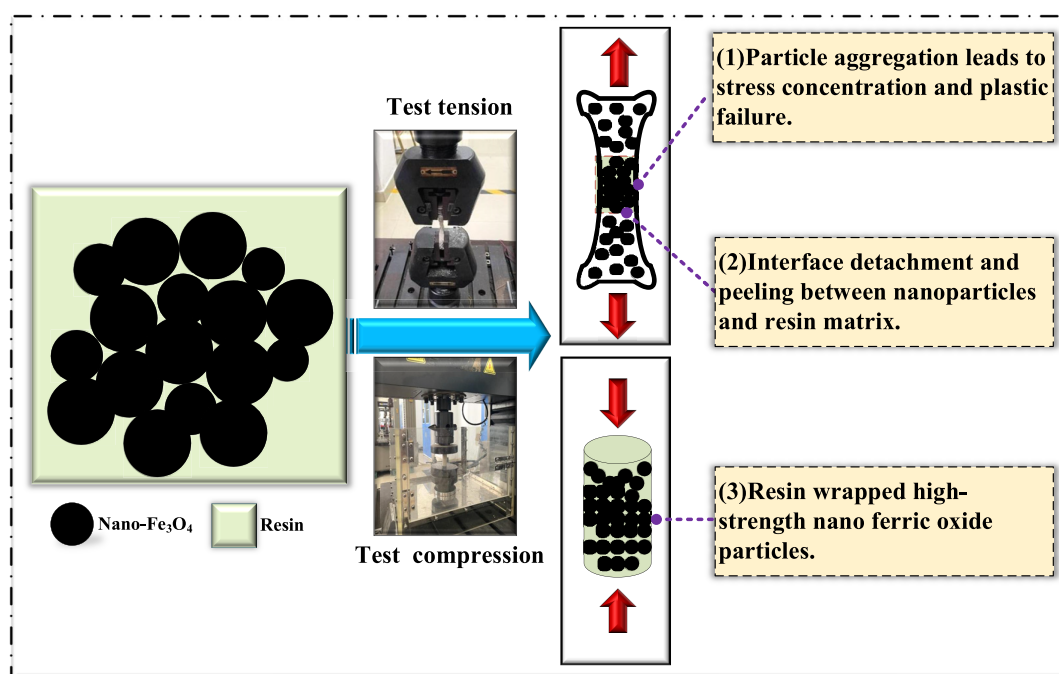 Test tension
Test  compression
Nano-Fe₃O₄
Resin
(1)Particle aggregation leads to
stress concentration and plastic
failure.
(2)Interface detachment and
peeling between nanoparticles
and resin matrix.
(3)Resin wrapped high-
strength nano ferric oxide
particles.